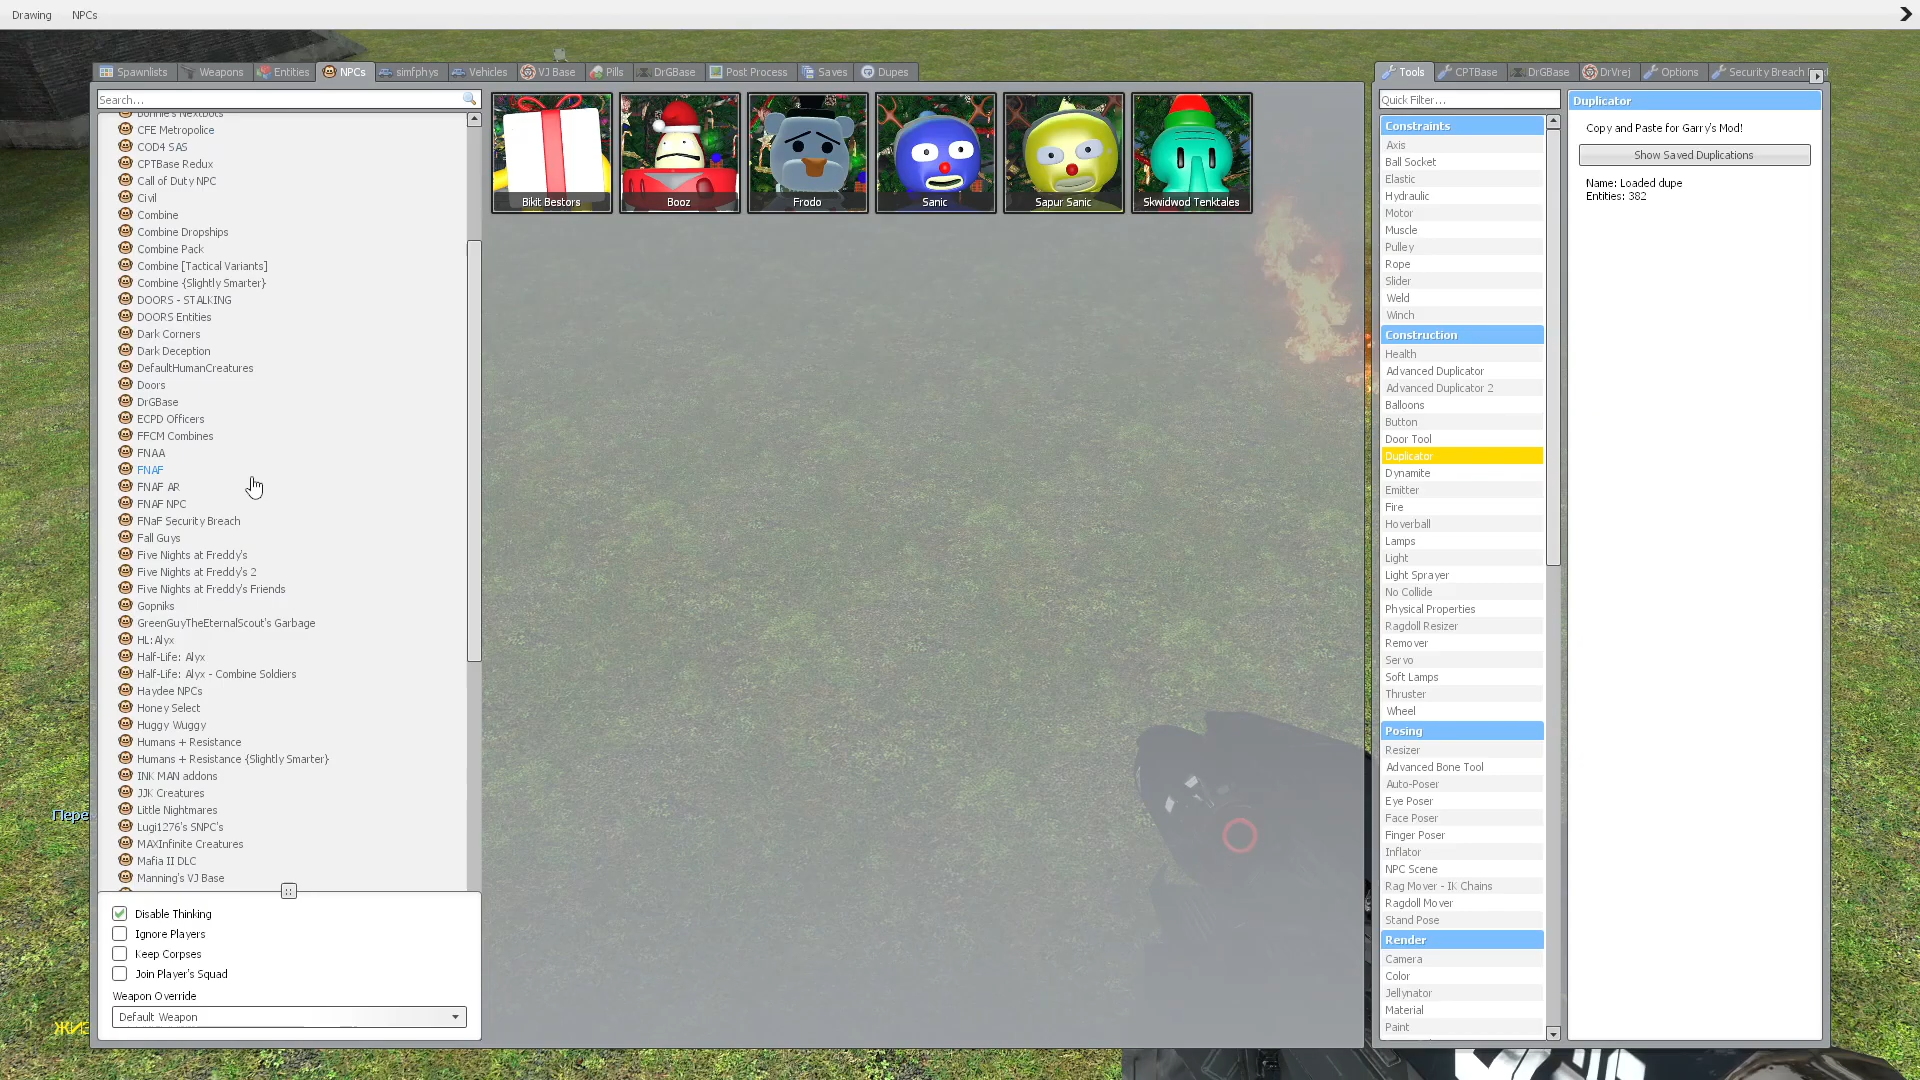 Drawing NPCs
Spawnlists Weapons Entities NPCs simfphys Vehicles VJ Base Pills DrGBase Post Process Saves Dupes
Search...
Bonnie's Nextbots
CFE Metropolice
COD4 SAS
CPTBase Redux
Call of Duty NPC
Civil
Combine
Combine Dropships
Combine Pack
Combine [Tactical Variants]
Combine {Slightly Smarter}
DOORS - STALKING
DOORS Entities
Dark Corners
Dark Deception
DefaultHumanCreatures
Doors
DrGBase
ECPD Officers
FFCM Combines
FNAA
FNAF
FNAF AR
FNAF NPC
FNaF Security Breach
Fall Guys
Five Nights at Freddy's
Five Nights at Freddy's 2
Five Nights at Freddy's Friends
Gopniks
GreenGuyTheEternalScout's Garbage
HL:Alyx
Half-Life: Alyx
Half-Life: Alyx - Combine Soldiers
Haydee NPCs
Honey Select
Huggy Wuggy
Humans + Resistance
Humans + Resistance {Slightly Smarter}
INK MAN addons
JJK Creatures
Little Nightmares
Lugi1276's SNPC's
MAXInfinite Creatures
Mafia II DLC
Manning's VJ Base
Disable Thinking
Ignore Players
Keep Corpses
Join Player's Squad
Weapon Override
Default Weapon
Пере
ЖИЗ
Bikit Bestors
Booz
Frodo
Sanic
Sapur Sanic
Skwidwod Tenktales
Tools CPTBase DrGBase DrVrej Options Security Breach
Quick Filter...
Constraints
Axis
Ball Socket
Elastic
Hydraulic
Motor
Muscle
Pulley
Rope
Slider
Weld
Winch
Construction
Health
Advanced Duplicator
Advanced Duplicator 2
Balloons
Button
Door Tool
Duplicator
Dynamite
Emitter
Fire
Hoverball
Lamps
Light
Light Sprayer
No Collide
Physical Properties
Ragdoll Resizer
Remover
Servo
Soft Lamps
Thruster
Wheel
Posing
Resizer
Advanced Bone Tool
Auto-Poser
Eye Poser
Face Poser
Finger Poser
Inflator
NPC Scene
Rag Mover - IK Chains
Ragdoll Mover
Stand Pose
Render
Camera
Color
Jellynator
Material
Paint
Duplicator
Copy and Paste for Garry's Mod!
Show Saved Duplications
Name: Loaded dupe
Entities: 382